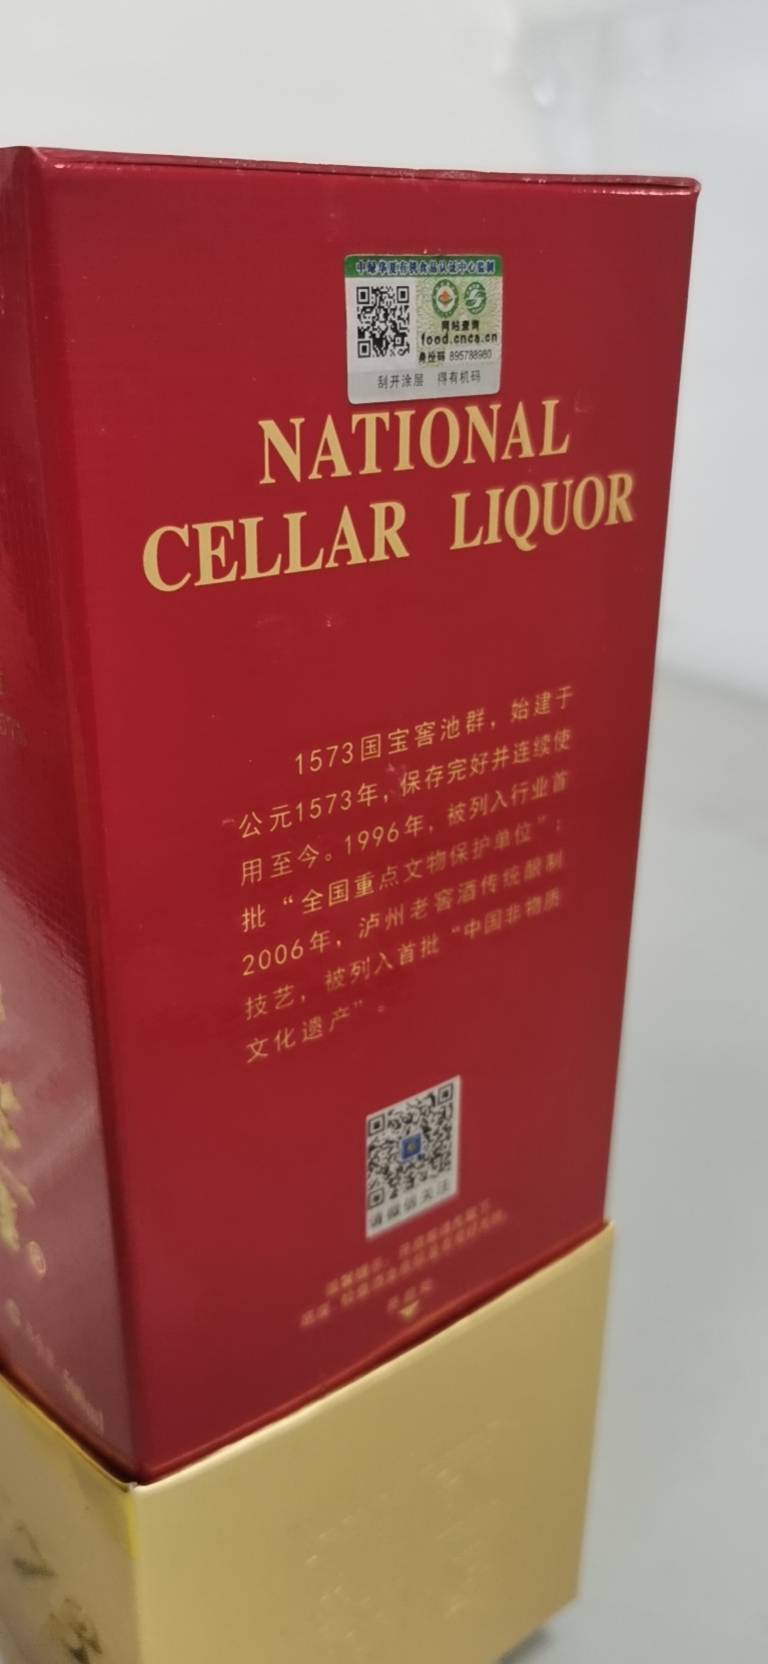 中绿华夏有机食品认证中心监制
网站查询
food.cnca.cn
身份码 895788980
刮开涂层 得有机码
NATIONAL
CELLAR LIQUOR
1573国宝窖池群，始建于
公元1573年，保存完好并连续使
用至今。1996年，被列入行业首
批“全国重点文物保护单位”；
2006年，泸州老窖酒传统酿制
技艺，被列入首批“中国非物质
文化遗产”。
请微信关注